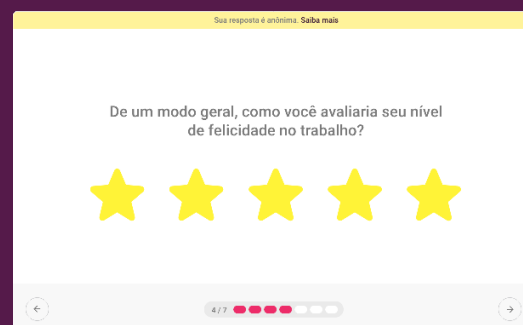 Sua resposta é anônima. Saiba mais
De um modo geral, como você avaliaria seu nível
de felicidade no trabalho?
4 / 7